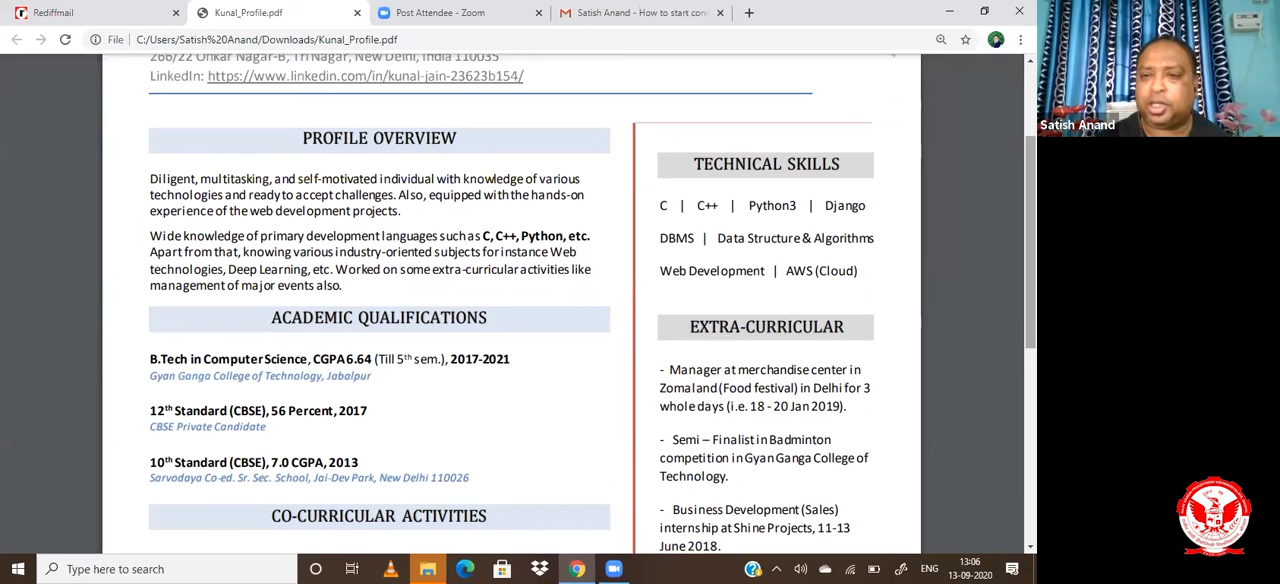 Rediffmail
Kunal_Profile.pdf
Post Attendee - Zoom
Satish Anand - How to start con
File
C:/Users/Satish%20Anand/Downloads/Kunal_Profile.pdf
266/22 Onkar Nagar-B, Tri Nagar, New Delhi, India 110035
LinkedIn: https://www.linkedin.com/in/kunal-jain-23623b154/
PROFILE OVERVIEW
Diligent, multitasking, and self-motivated individual with knowledge of various
technologies and ready to accept challenges. Also, equipped with the hands-on
experience of the web development projects.
Wide knowledge of primary development languages such as C, C++, Python, etc.
Apart from that, knowing various industry-oriented subjects for instance Web
technologies, Deep Learning, etc. Worked on some extra-curricular activities like
management of major events also.
ACADEMIC QUALIFICATIONS
B.Tech in Computer Science, CGPA 6.64 (Till 5th sem.), 2017-2021
Gyan Ganga College of Technology, Jabalpur
12th Standard (CBSE), 56 Percent, 2017
CBSE Private Candidate
10th Standard (CBSE), 7.0 CGPA, 2013
Sarvodaya Co-ed. Sr. Sec. School, Jai-Dev Park, New Delhi 110026
CO-CURRICULAR ACTIVITIES
TECHNICAL SKILLS
C | C++ | Python3 | Django
DBMS | Data Structure & Algorithms
Web Development | AWS (Cloud)
EXTRA-CURRICULAR
- Manager at merchandise center in
Zomaland (Food festival) in Delhi for 3
whole days (i.e. 18 - 20 Jan 2019).
- Semi – Finalist in Badminton
competition in Gyan Ganga College of
Technology.
- Business Development (Sales)
internship at Shine Projects, 11-13
June 2018.
Satish Anand
Type here to search
ENG
13:06
13-09-2020